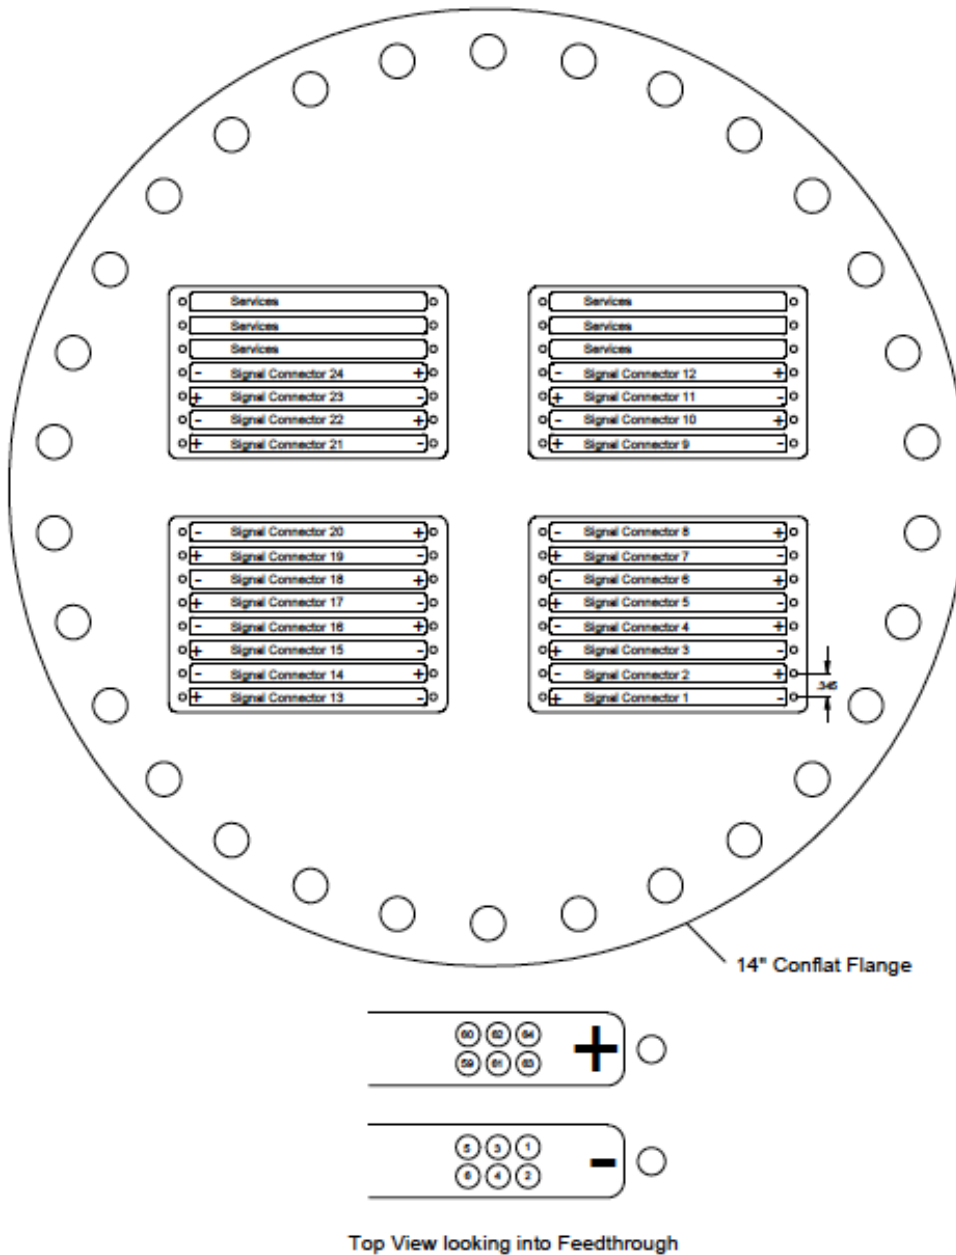 Services Services
Services Services
Services Services
- Signal Connector 24 + - Signal Connector 12 +
+ Signal Connector 23 - + Signal Connector 11 -
- Signal Connector 22 + - Signal Connector 10 +
+ Signal Connector 21 - + Signal Connector 9 -
- Signal Connector 20 + - Signal Connector 8 +
+ Signal Connector 19 - + Signal Connector 7 -
- Signal Connector 18 + - Signal Connector 6 +
+ Signal Connector 17 - + Signal Connector 5 -
- Signal Connector 16 + - Signal Connector 4 +
+ Signal Connector 15 - + Signal Connector 3 -
- Signal Connector 14 + - Signal Connector 2 +
.345
+ Signal Connector 13 - + Signal Connector 1 -
14" Conflat Flange
60 62 64 +
59 61 63
5 3 1 -
6 4 2
Top View looking into Feedthrough